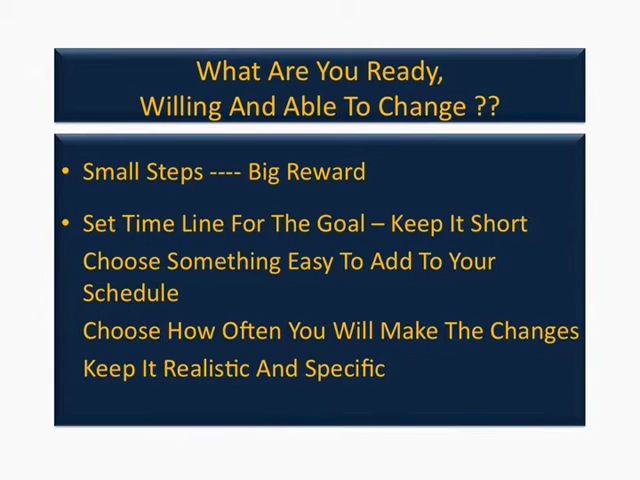 What Are You Ready,
Willing And Able To Change ??
• Small Steps ---- Big Reward
• Set Time Line For The Goal – Keep It Short
Choose Something Easy To Add To Your
Schedule
Choose How Often You Will Make The Changes
Keep It Realistic And Specific